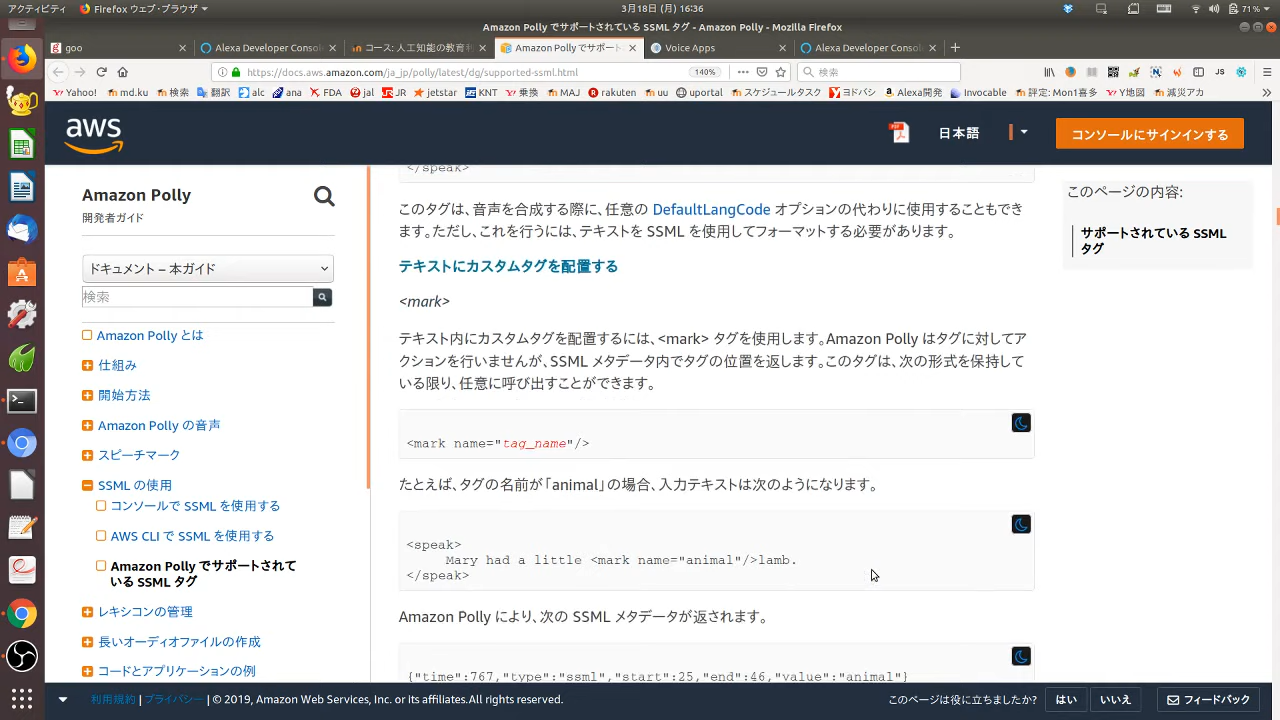 アクティビティ
Firefox ウェブ・ブラウザ
3月18日 (月) 16:36
71%
Amazon Polly でサポートされている SSML タグ - Amazon Polly - Mozilla Firefox
goo
Alexa Developer Consol
コース: 人工知能の教育利
Amazon Polly でサポート
Voice Apps
Alexa Developer Consol
https://docs.aws.amazon.com/ja_jp/polly/latest/dg/supported-ssml.html
140%
検索
Yahoo!
md.ku
検索
翻訳
alc
ana
FDA
jal
JR
jetstar
KNT
乗換
MAJ
rakuten
uu
uportal
スケジュールタスク
ヨドバシ
Alexa開発
Invocable
評定: Mon1喜多
Y地図
減災アカ
aws
日本語
コンソールにサインインする
Amazon Polly
開発者ガイド
ドキュメント – 本ガイド
検索
Amazon Polly とは
仕組み
開始方法
Amazon Polly の音声
スピーチマーク
SSML の使用
コンソールで SSML を使用する
AWS CLI で SSML を使用する
Amazon Polly でサポートされて
いる SSML タグ
レキシコンの管理
長いオーディオファイルの作成
コードとアプリケーションの例
</speak>
このタグは、音声を合成する際に、任意の DefaultLangCode オプションの代わりに使用することもでき
ます。ただし、これを行うには、テキストを SSML を使用してフォーマットする必要があります。
テキストにカスタムタグを配置する
<mark>
テキスト内にカスタムタグを配置するには、<mark> タグを使用します。Amazon Polly はタグに対してア
クションを行いませんが、SSML メタデータ内でタグの位置を返します。このタグは、次の形式を保持して
いる限り、任意に呼び出すことができます。
<mark name="tag_name"/>
たとえば、タグの名前が「animal」の場合、入力テキストは次のようになります。
<speak>
Mary had a little <mark name="animal"/>lamb.
</speak>
Amazon Polly により、次の SSML メタデータが返されます。
{"time":767,"type":"ssml","start":25,"end":46,"value":"animal"}
このページの内容:
サポートされている SSML
タグ
利用規約 | プライバシー | © 2019, Amazon Web Services, Inc. or its affiliates.All rights reserved.
このページは役に立ちましたか?
はい
いいえ
フィードバック